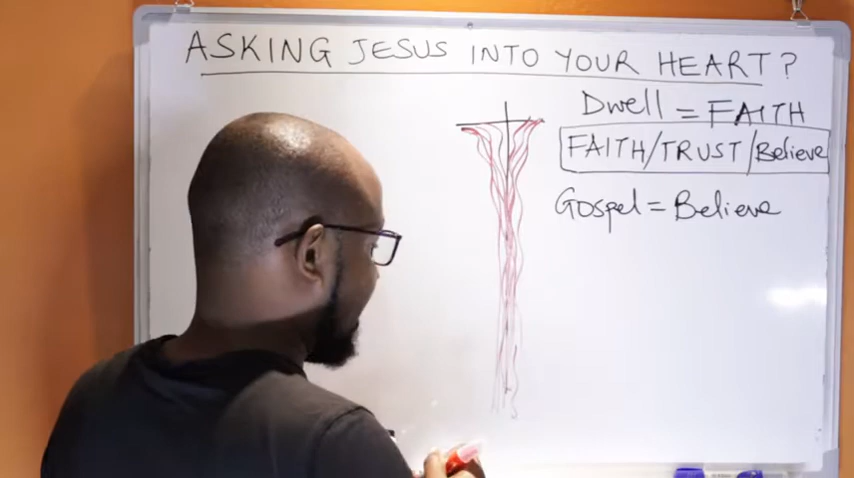 ASKING JESUS INTO YOUR HEART?
Dwell = FAITH
FAITH/TRUST/Believe
Gospel = Believe